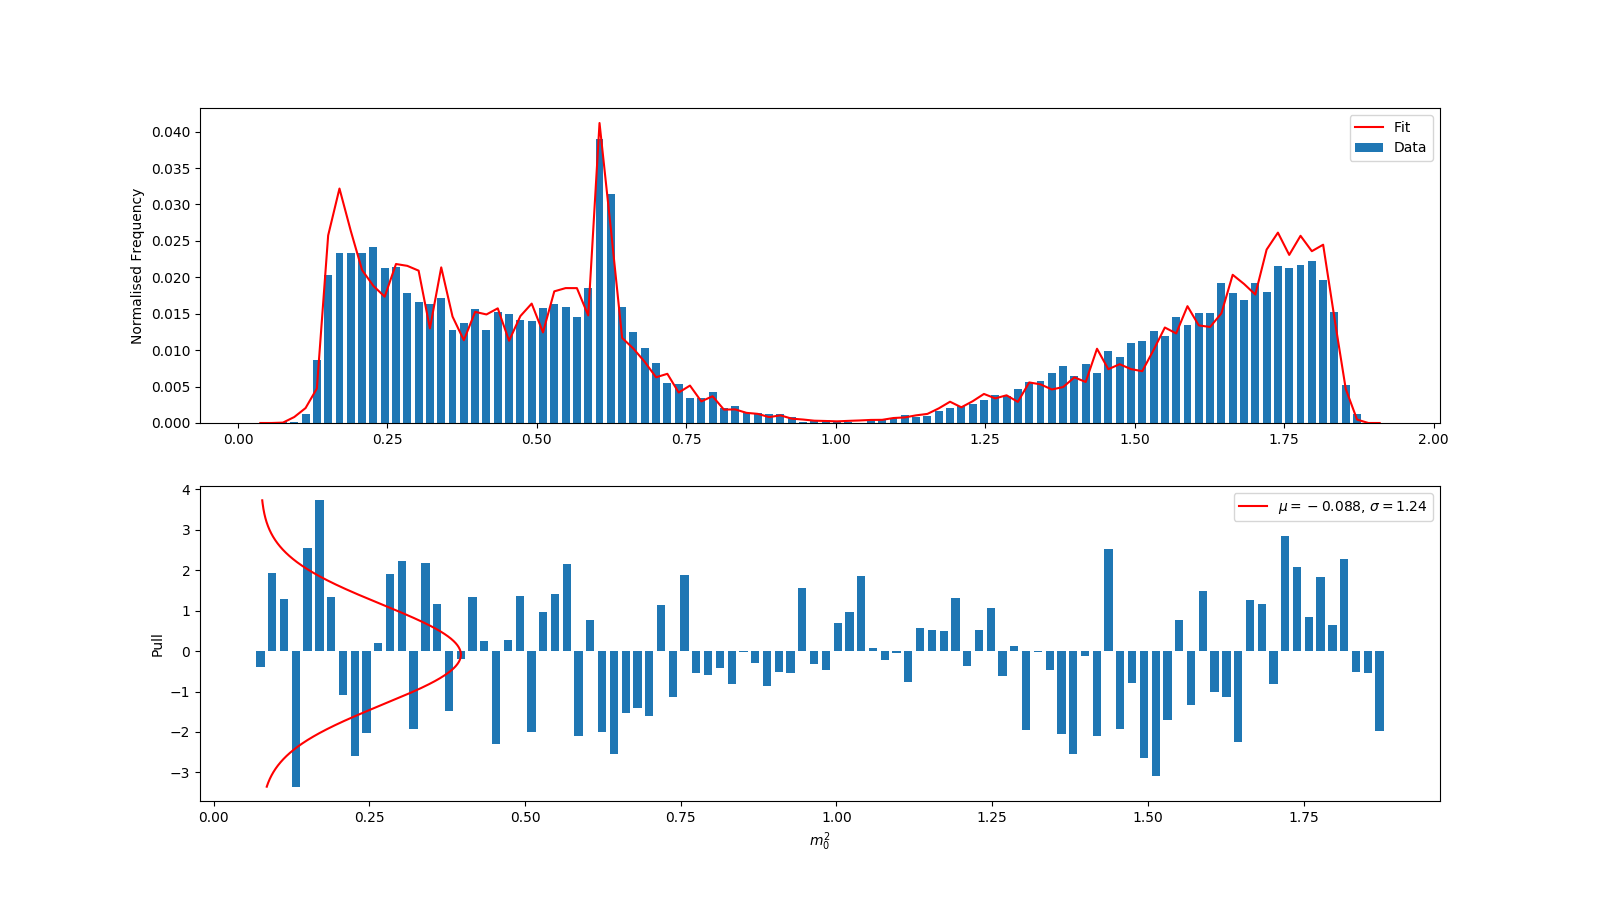 0.040
0.035
0.030
0.025
0.020
0.015
0.010
0.005
0.000
Normalised Frequency
Fit
Data
0.00 0.25 0.50 0.75 1.00 1.25 1.50 1.75 2.00
4
3
2
1
0
−1
−2
−3
Pull
μ = −0.088, σ = 1.24
0.00 0.25 0.50 0.75 1.00 1.25 1.50 1.75
m₀²